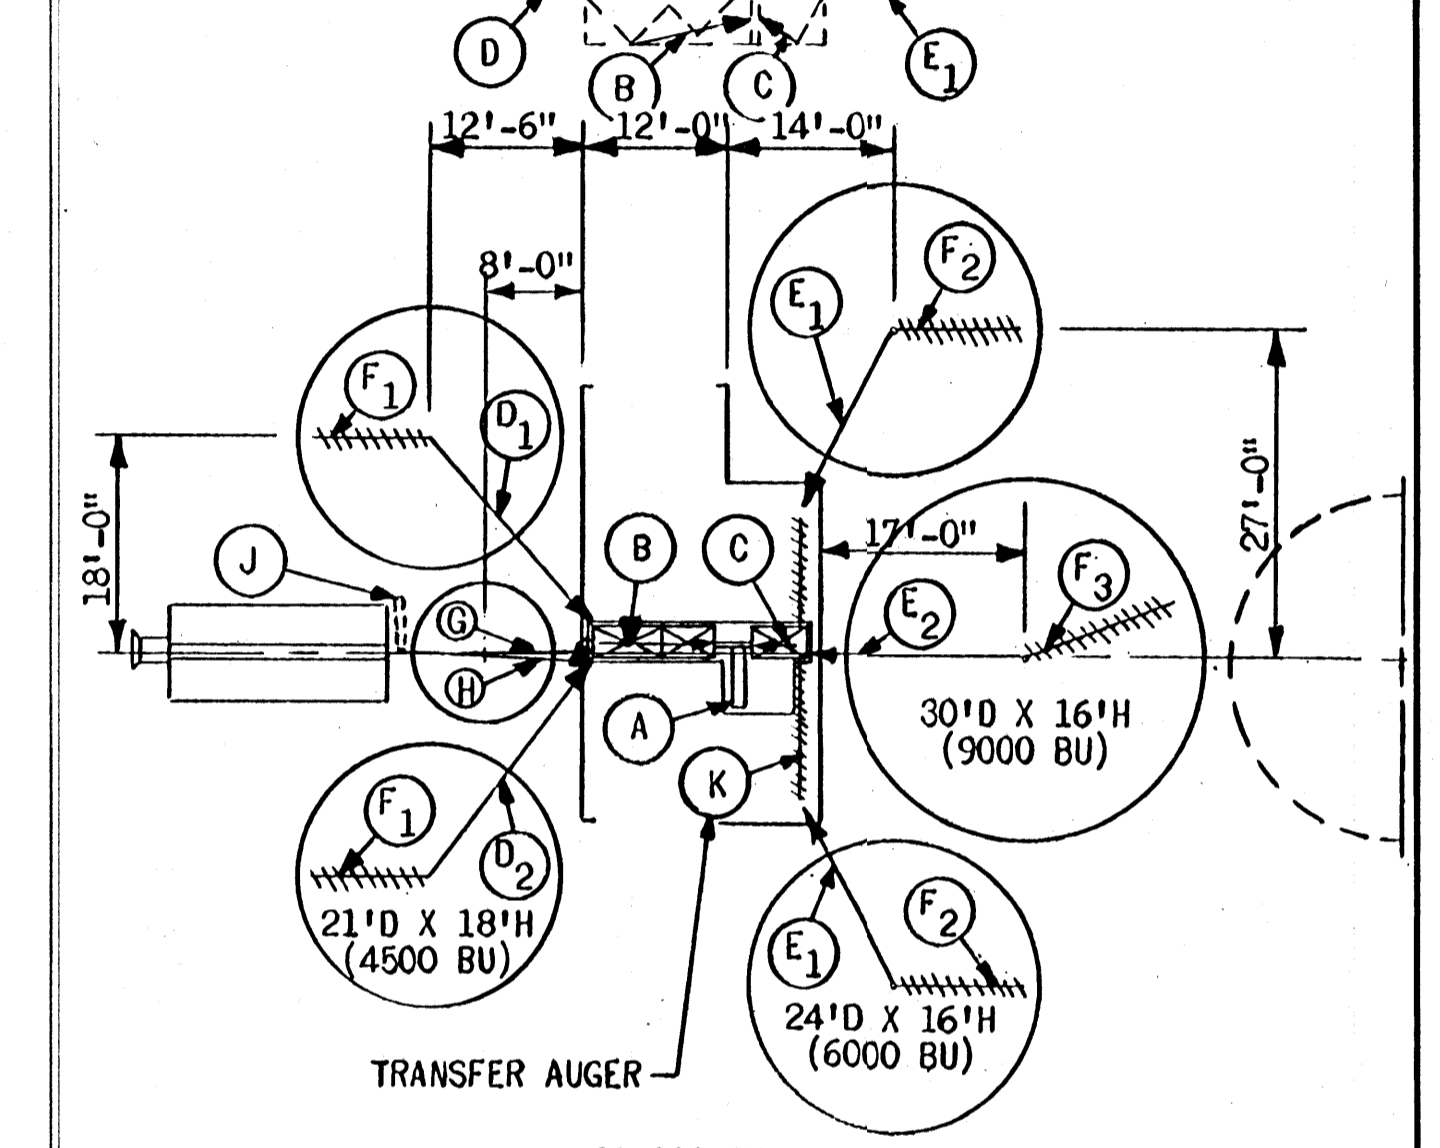 D
B
C
E1
12'-6"
12'-0"
14'-0"
8'-0"
F2
E1
F1
D1
18'-0"
27'-0"
J
B
C
17'-0"
F3
E2
G
H
A
K
30'D X 16'H
(9000 BU)
F1
D2
21'D X 18'H
(4500 BU)
F2
E1
24'D X 16'H
(6000 BU)
TRANSFER AUGER